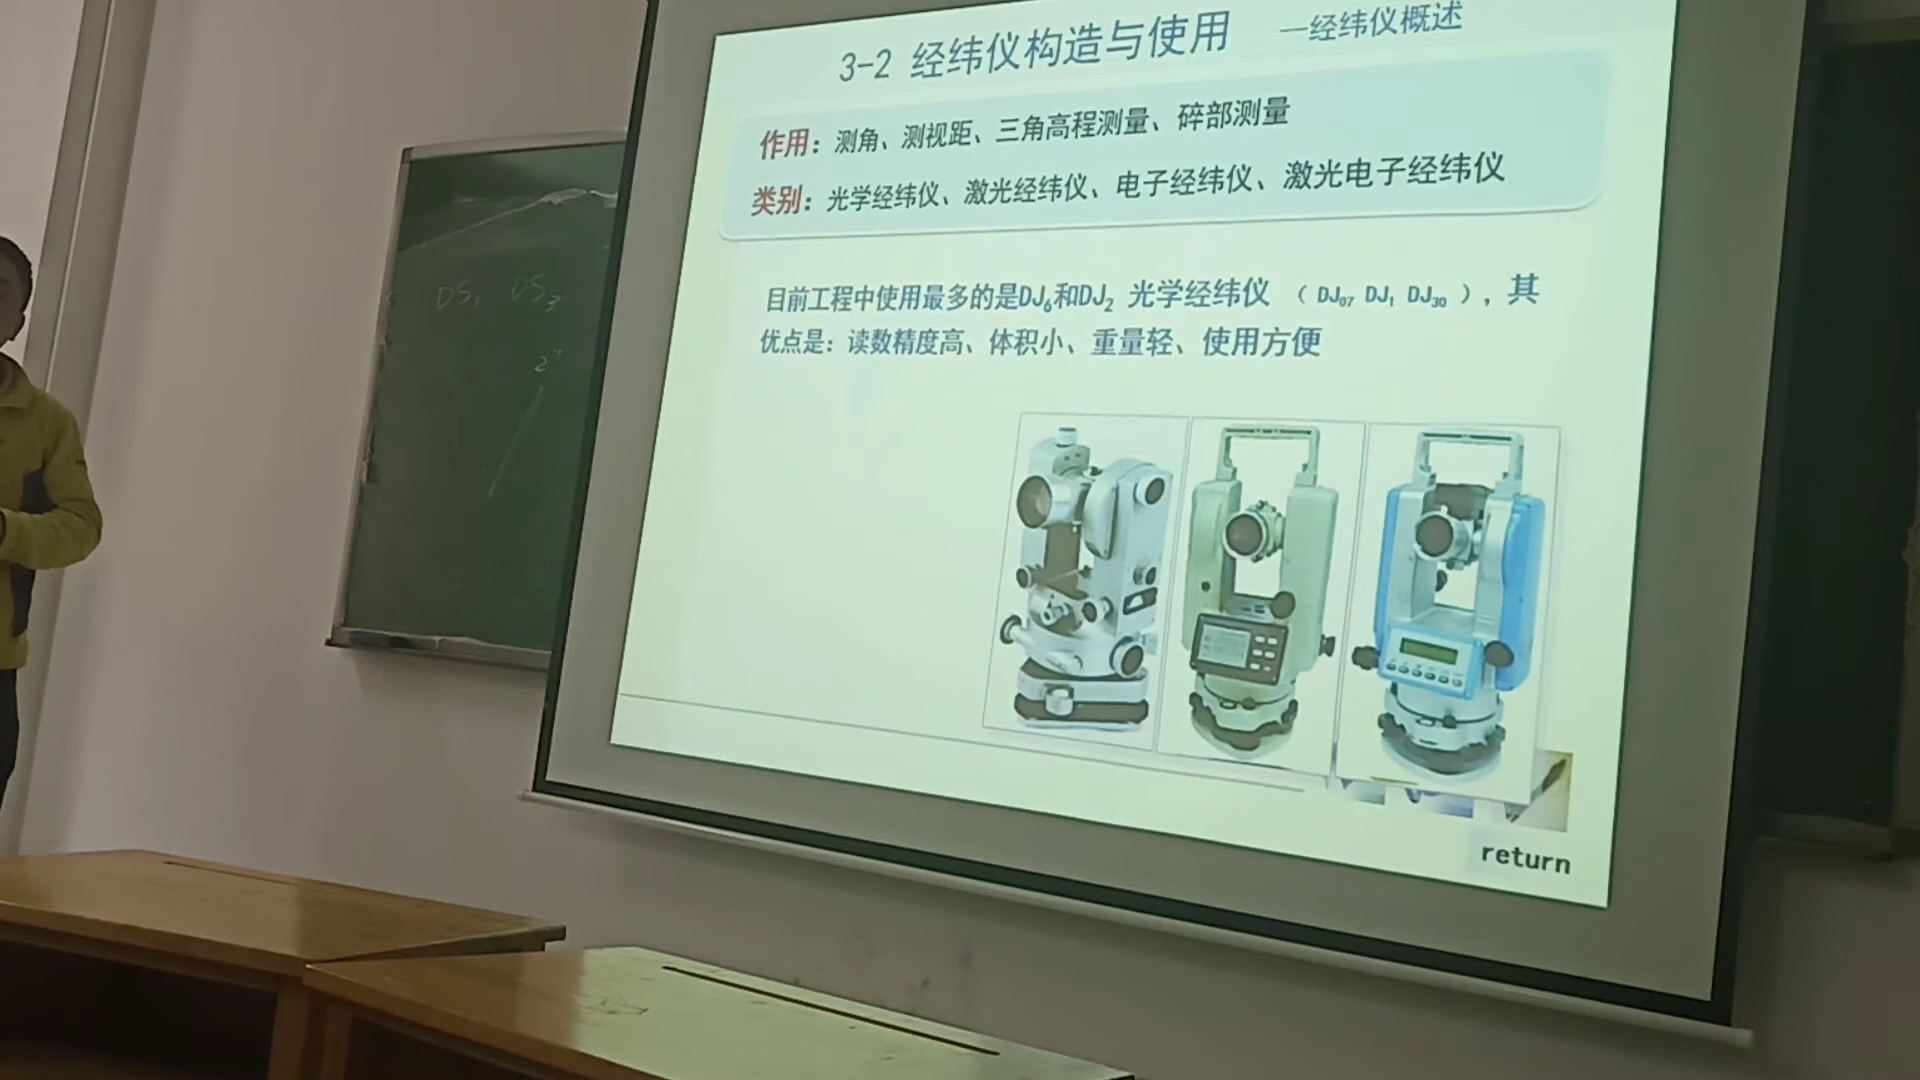 3-2 经纬仪构造与使用 —经纬仪概述
作用：测角、测视距、三角高程测量、碎部测量
类别：光学经纬仪、激光经纬仪、电子经纬仪、激光电子经纬仪
目前工程中使用最多的是DJ6和DJ2 光学经纬仪 （ DJ07 DJ1 DJ30 ），其
优点是：读数精度高、体积小、重量轻、使用方便
return
DS1 DS3
2"